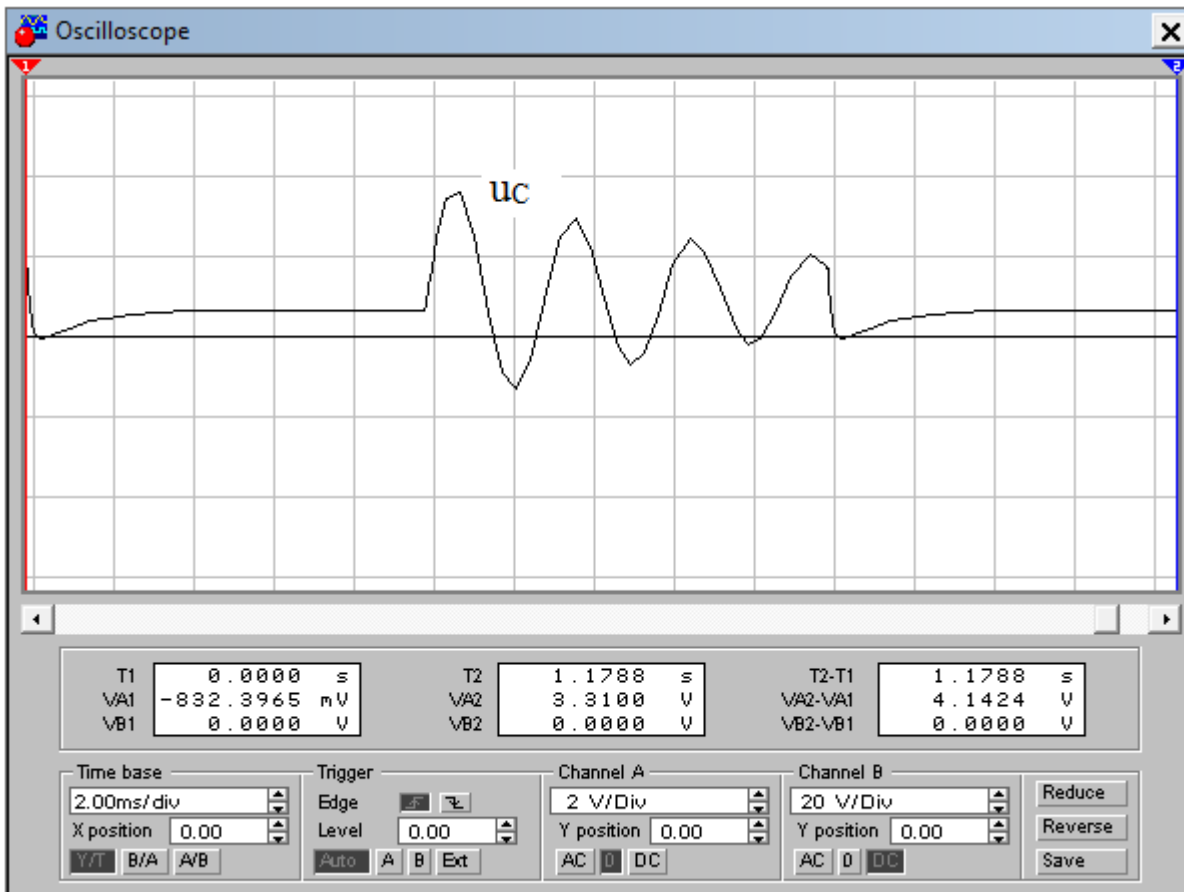 Oscilloscope
1
2
uC
T1 0.0000 s
VA1 -832.3965 mV
VB1 0.0000 V
T2 1.1788 s
VA2 3.3100 V
VB2 0.0000 V
T2-T1 1.1788 s
VA2-VA1 4.1424 V
VB2-VB1 0.0000 V
Time base
2.00ms/div
X position 0.00
Y/T B/A A/B
Trigger
Edge
Level 0.00
Auto A B Ext
Channel A
2 V/Div
Y position 0.00
AC 0 DC
Channel B
20 V/Div
Y position 0.00
AC 0 DC
Reduce
Reverse
Save